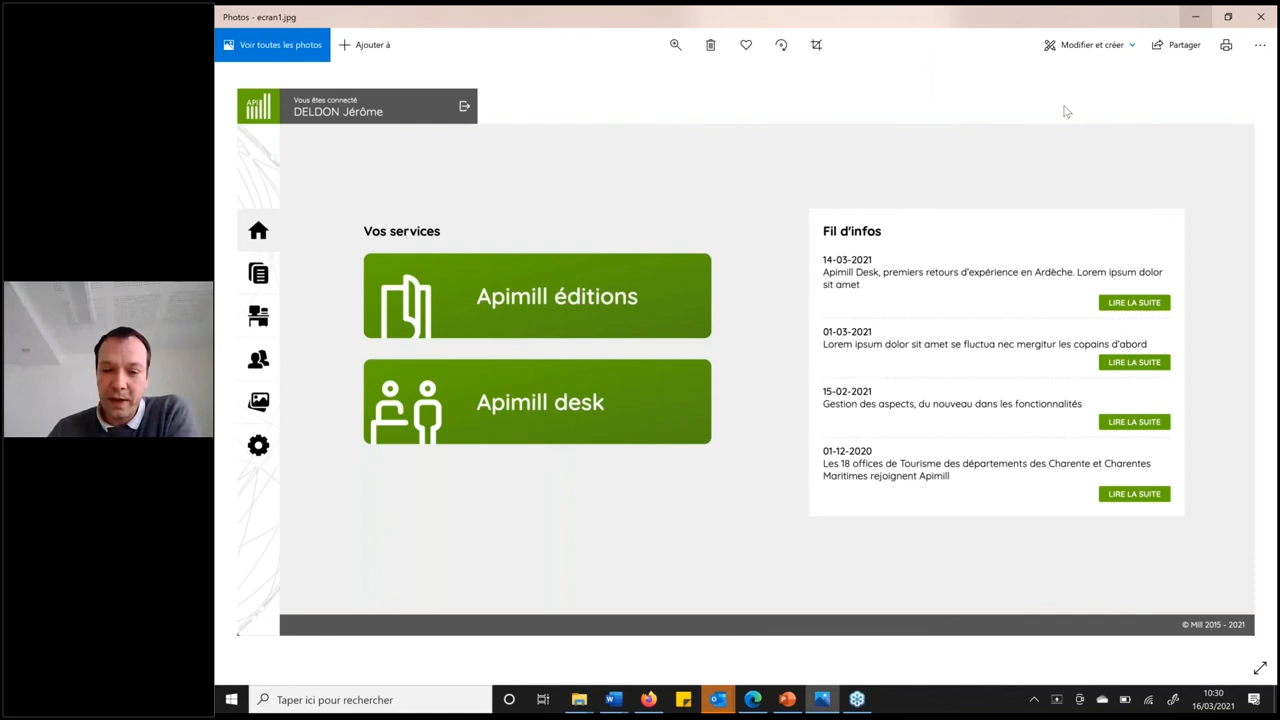 Photos - ecran1.jpg
Voir toutes les photos
Ajouter à
Modifier et créer
Partager
API
Vous êtes connecté
DELDON Jérôme
Vos services
Apimill éditions
Apimill desk
Fil d'infos
14-03-2021
Apimill Desk, premiers retours d'expérience en Ardèche. Lorem ipsum dolor
sit amet
LIRE LA SUITE
01-03-2021
Lorem ipsum dolor sit amet se fluctua nec mergitur les copains d'abord
LIRE LA SUITE
15-02-2021
Gestion des aspects, du nouveau dans les fonctionnalités
LIRE LA SUITE
01-12-2020
Les 18 offices de Tourisme des départements des Charente et Charentes
Maritimes rejoignent Apimill
LIRE LA SUITE
© Mill 2015 - 2021
Taper ici pour rechercher
10:30
16/03/2021